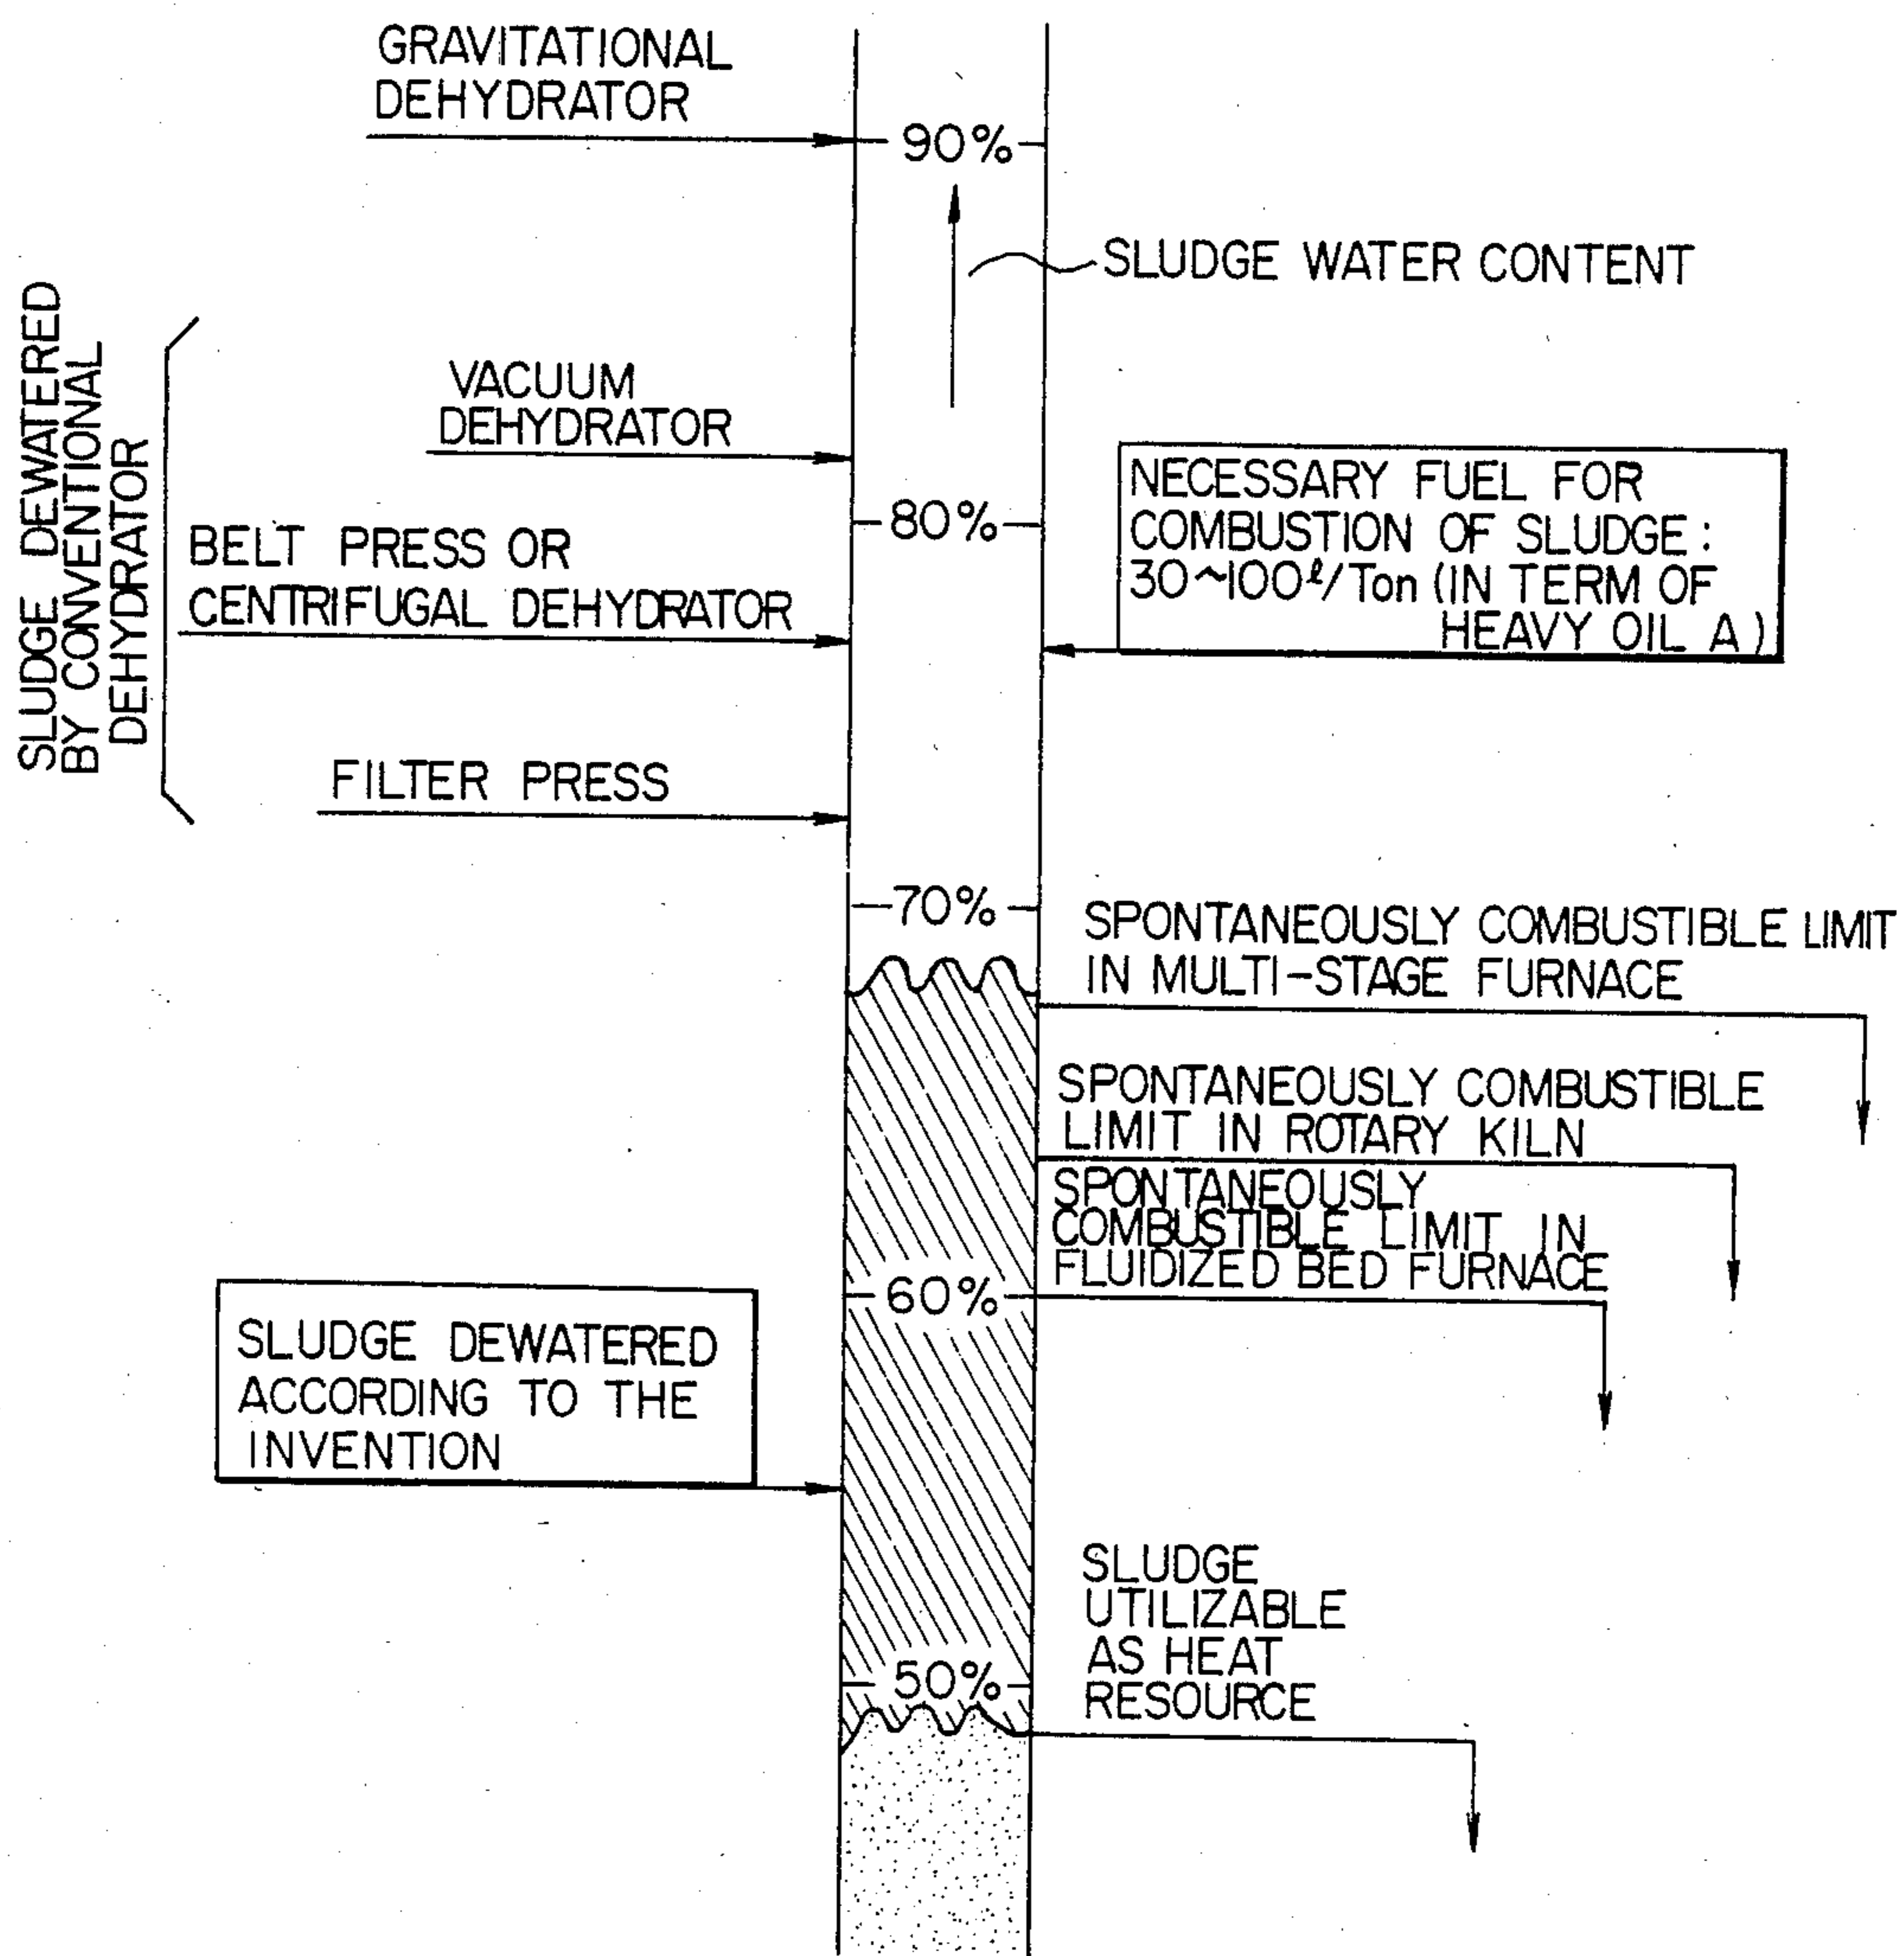 GRAVITATIONAL
DEHYDRATOR
90%
SLUDGE WATER CONTENT
SLUDGE DEWATERED
BY CONVENTIONAL
DEHYDRATOR
VACUUM
DEHYDRATOR
80%
NECESSARY FUEL FOR
COMBUSTION OF SLUDGE:
30~100ℓ/Ton (IN TERM OF
HEAVY OIL A)
BELT PRESS OR
CENTRIFUGAL DEHYDRATOR
FILTER PRESS
70%
SPONTANEOUSLY COMBUSTIBLE LIMIT
IN MULTI-STAGE FURNACE
SPONTANEOUSLY COMBUSTIBLE
LIMIT IN ROTARY KILN
SPONTANEOUSLY
COMBUSTIBLE LIMIT IN
FLUIDIZED BED FURNACE
60%
SLUDGE DEWATERED
ACCORDING TO THE
INVENTION
SLUDGE
UTILIZABLE
AS HEAT
RESOURCE
50%